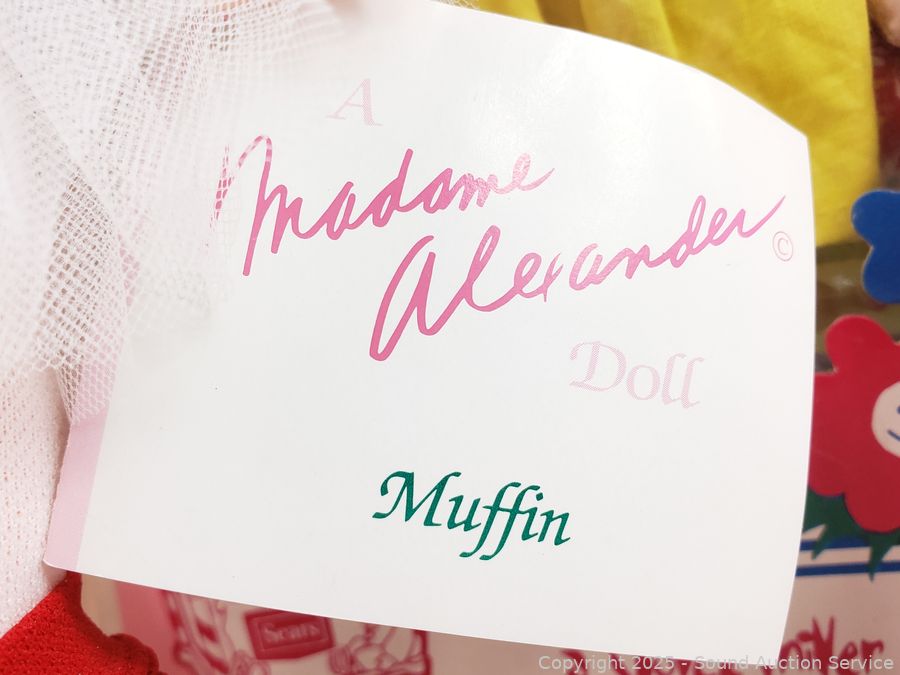 A
Madame
Alexander ©
Doll
Muffin
Sears
Copyright 2025 - Sound Auction Service